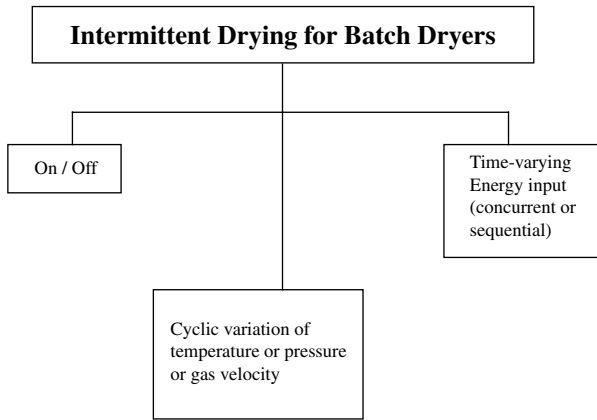 Intermittent Drying for Batch Dryers
On / Off
Time-varying
Energy input
(concurrent or
sequential)
Cyclic variation of
temperature or pressure
or gas velocity